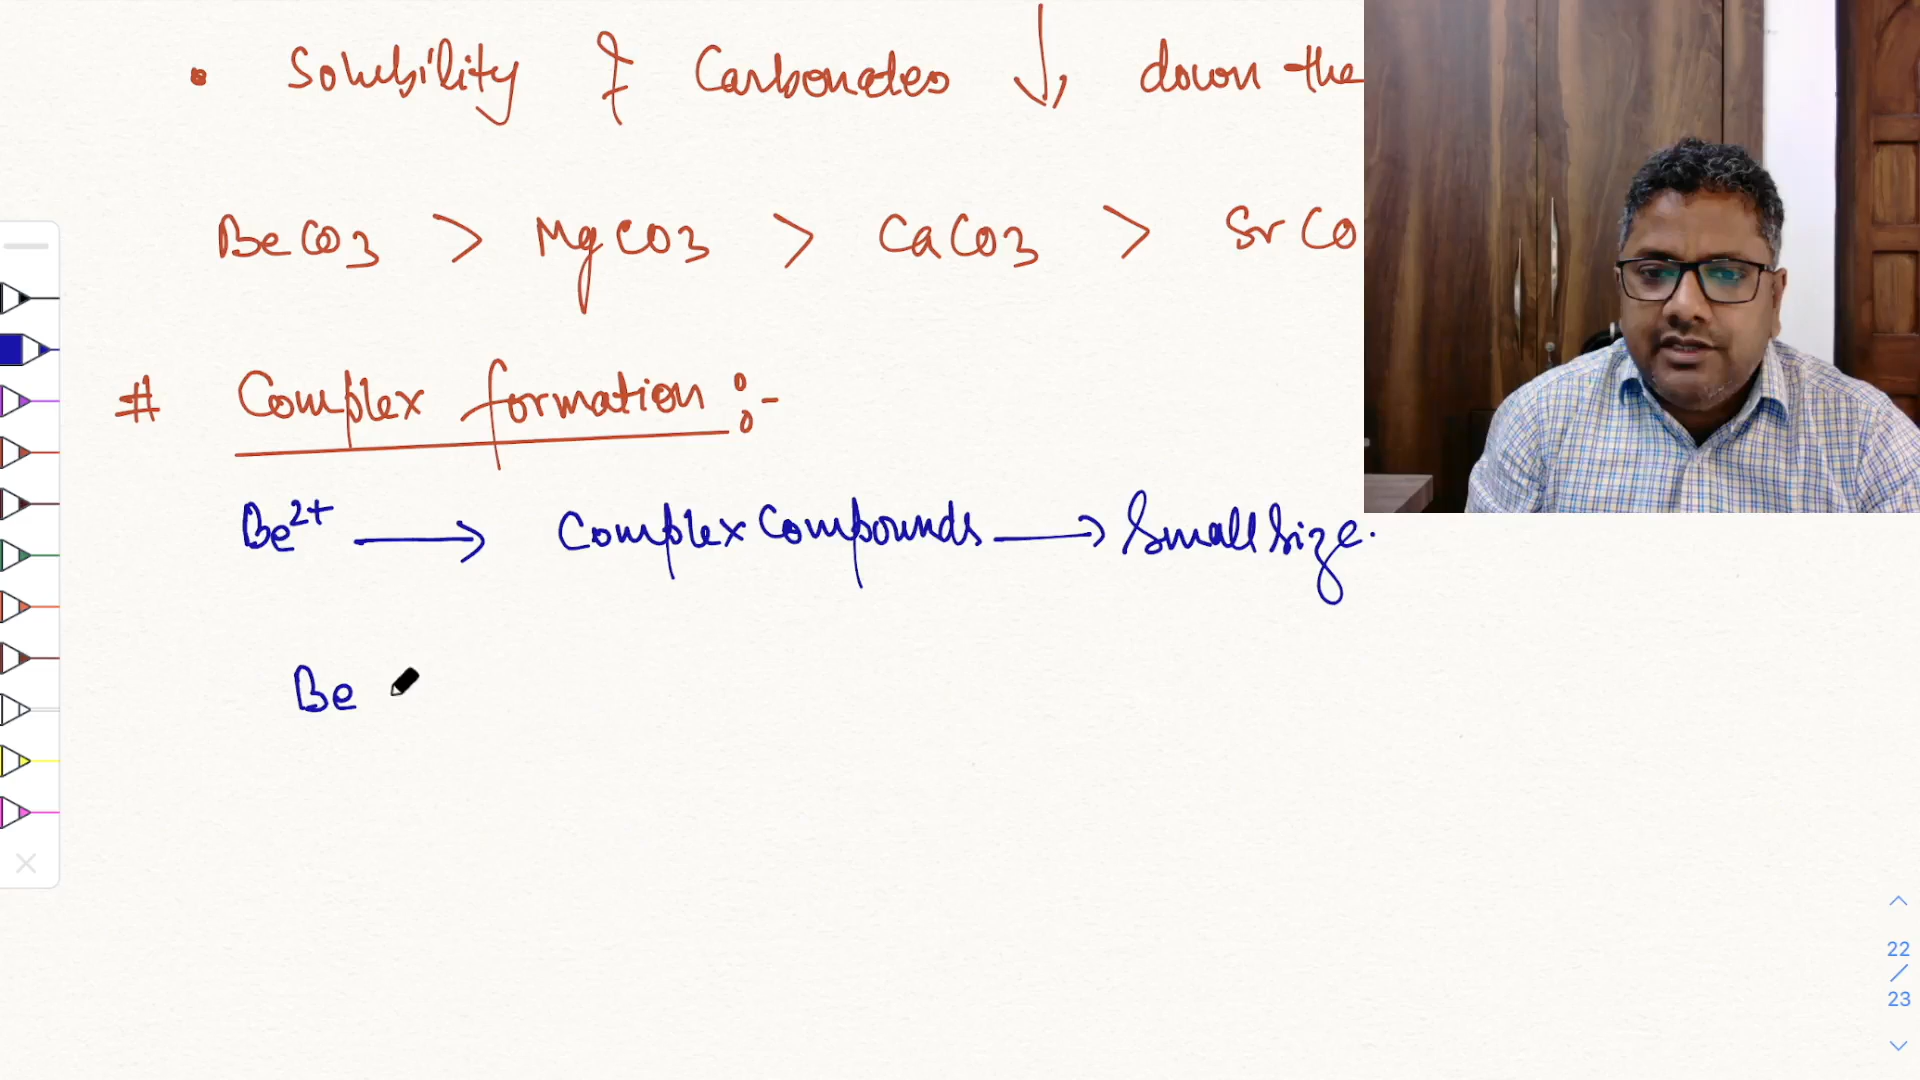 • Solubility of Carbonates ↓, down the
BeCO3 > MgCO3 > CaCO3 > SrCO
# Complex formation :-
Be2+ ⟶ Complex Compounds ⟶ Small Size.
Be
22
/
23